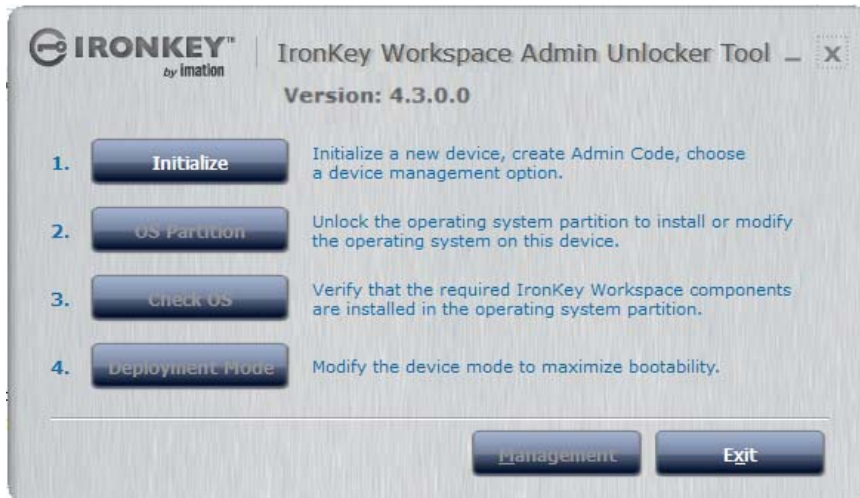 IRONKEY™
by imation
IronKey Workspace Admin Unlocker Tool
Version: 4.3.0.0
1. Initialize
Initialize a new device, create Admin Code, choose
a device management option.
2. OS Partition
Unlock the operating system partition to install or modify
the operating system on this device.
3. Check OS
Verify that the required IronKey Workspace components
are installed in the operating system partition.
4. Deployment Mode
Modify the device mode to maximize bootability.
Management
Exit